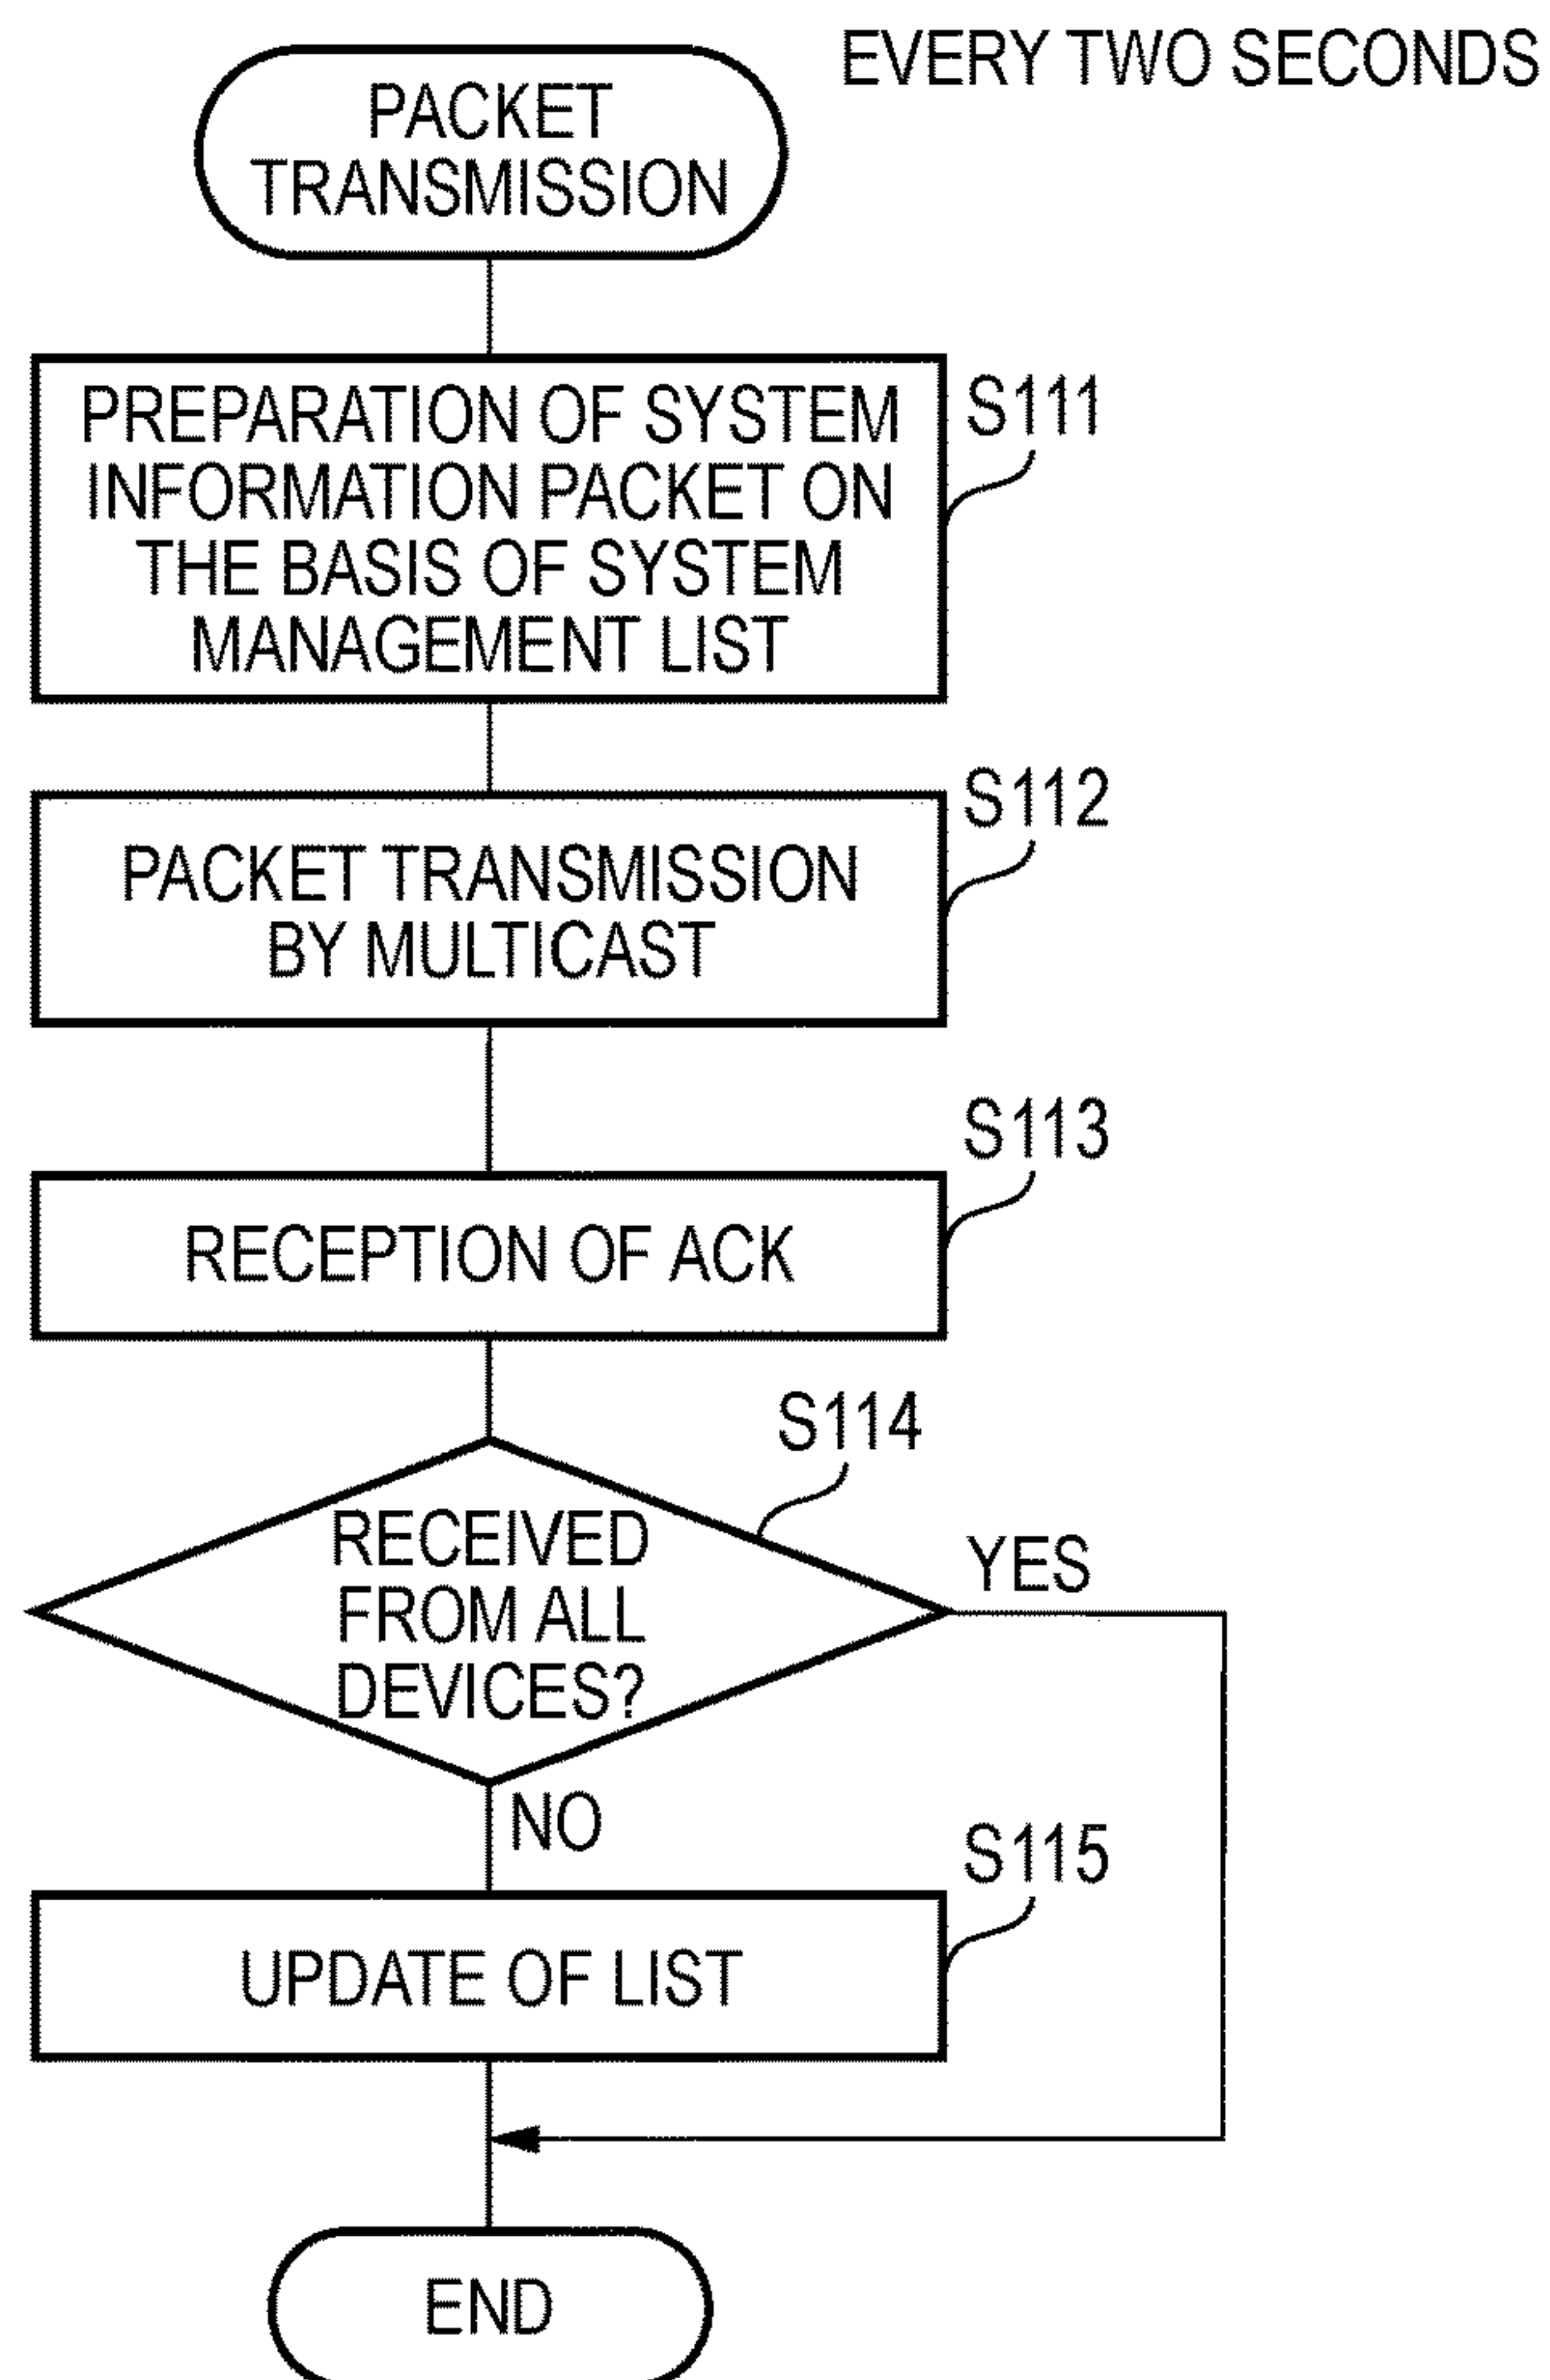 EVERY TWO SECONDS
PACKET
TRANSMISSION
PREPARATION OF SYSTEM
INFORMATION PACKET ON
THE BASIS OF SYSTEM
MANAGEMENT LIST
S111
PACKET TRANSMISSION
BY MULTICAST
S112
RECEPTION OF ACK
S113
RECEIVED
FROM ALL
DEVICES?
S114
YES
NO
UPDATE OF LIST
S115
END